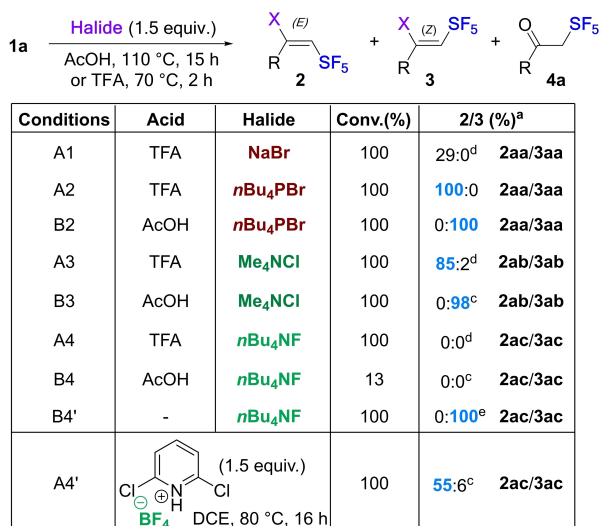 1a
Halide (1.5 equiv.)
AcOH, 110 °C, 15 h
or TFA, 70 °C, 2 h
X (E) R SF5 2
+
X (Z) SF5 R 3
+
O SF5 R 4a
Conditions Acid Halide Conv.(%) 2/3 (%)a
A1 TFA NaBr 100 29:0d 2aa/3aa
A2 TFA nBu4PBr 100 100:0 2aa/3aa
B2 AcOH nBu4PBr 100 0:100 2aa/3aa
A3 TFA Me4NCl 100 85:2d 2ab/3ab
B3 AcOH Me4NCl 100 0:98c 2ab/3ab
A4 TFA nBu4NF 100 0:0d 2ac/3ac
B4 AcOH nBu4NF 13 0:0c 2ac/3ac
B4' - nBu4NF 100 0:100e 2ac/3ac
A4' Cl N+ H Cl (1.5 equiv.) 100 55:6c 2ac/3ac
− BF4 DCE, 80 °C, 16 h